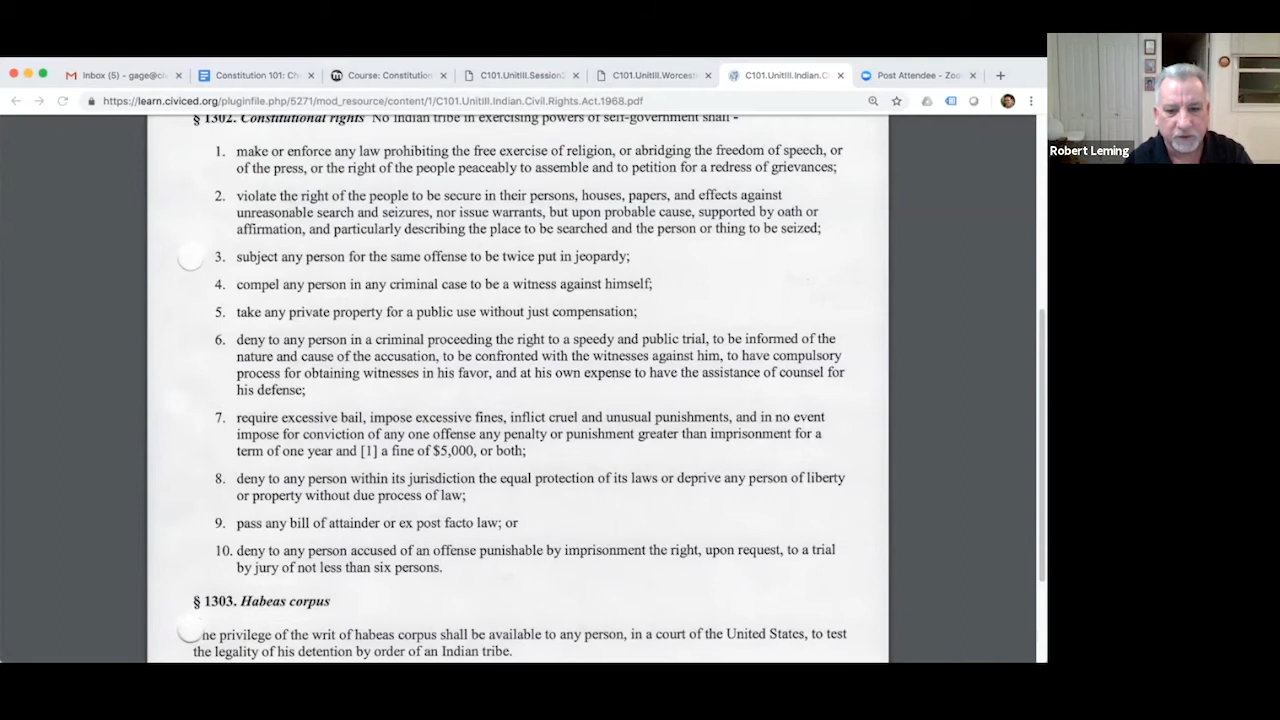 Inbox (5) - gage@ci
Constitution 101: Ch
Course: Constitution
C101.UnitIII.Session
C101.UnitIII.Worcest
C101.UnitIII.Indian.C
Post Attendee - Zoo
https://learn.civiced.org/pluginfile.php/5271/mod_resource/content/1/C101.UnitIII.Indian.Civil.Rights.Act.1968.pdf
Robert Leming
§ 1302. Constitutional rights No Indian tribe in exercising powers of self-government shall -
1. make or enforce any law prohibiting the free exercise of religion, or abridging the freedom of speech, or
of the press, or the right of the people peaceably to assemble and to petition for a redress of grievances;
2. violate the right of the people to be secure in their persons, houses, papers, and effects against
unreasonable search and seizures, nor issue warrants, but upon probable cause, supported by oath or
affirmation, and particularly describing the place to be searched and the person or thing to be seized;
3. subject any person for the same offense to be twice put in jeopardy;
4. compel any person in any criminal case to be a witness against himself;
5. take any private property for a public use without just compensation;
6. deny to any person in a criminal proceeding the right to a speedy and public trial, to be informed of the
nature and cause of the accusation, to be confronted with the witnesses against him, to have compulsory
process for obtaining witnesses in his favor, and at his own expense to have the assistance of counsel for
his defense;
7. require excessive bail, impose excessive fines, inflict cruel and unusual punishments, and in no event
impose for conviction of any one offense any penalty or punishment greater than imprisonment for a
term of one year and [1] a fine of $5,000, or both;
8. deny to any person within its jurisdiction the equal protection of its laws or deprive any person of liberty
or property without due process of law;
9. pass any bill of attainder or ex post facto law; or
10. deny to any person accused of an offense punishable by imprisonment the right, upon request, to a trial
by jury of not less than six persons.
§ 1303. Habeas corpus
he privilege of the writ of habeas corpus shall be available to any person, in a court of the United States, to test
the legality of his detention by order of an Indian tribe.